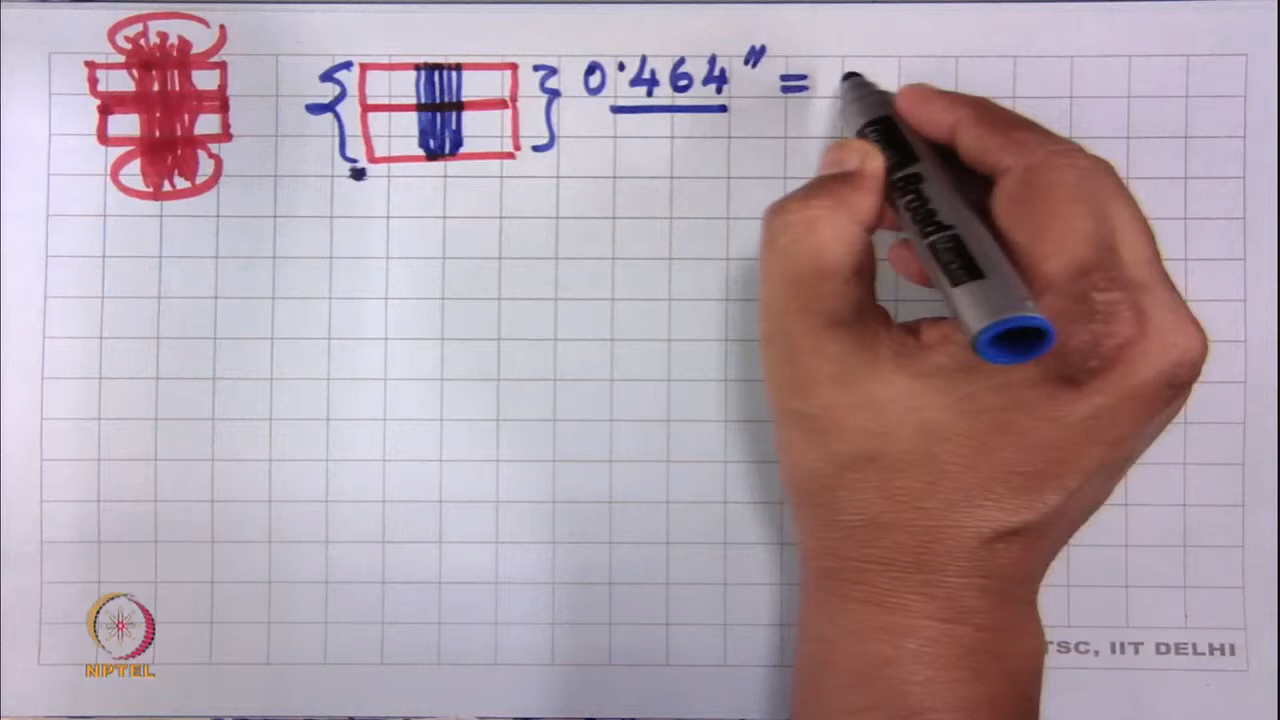 0.464" =
Broad
TSC, IIT DELHI
NPTEL